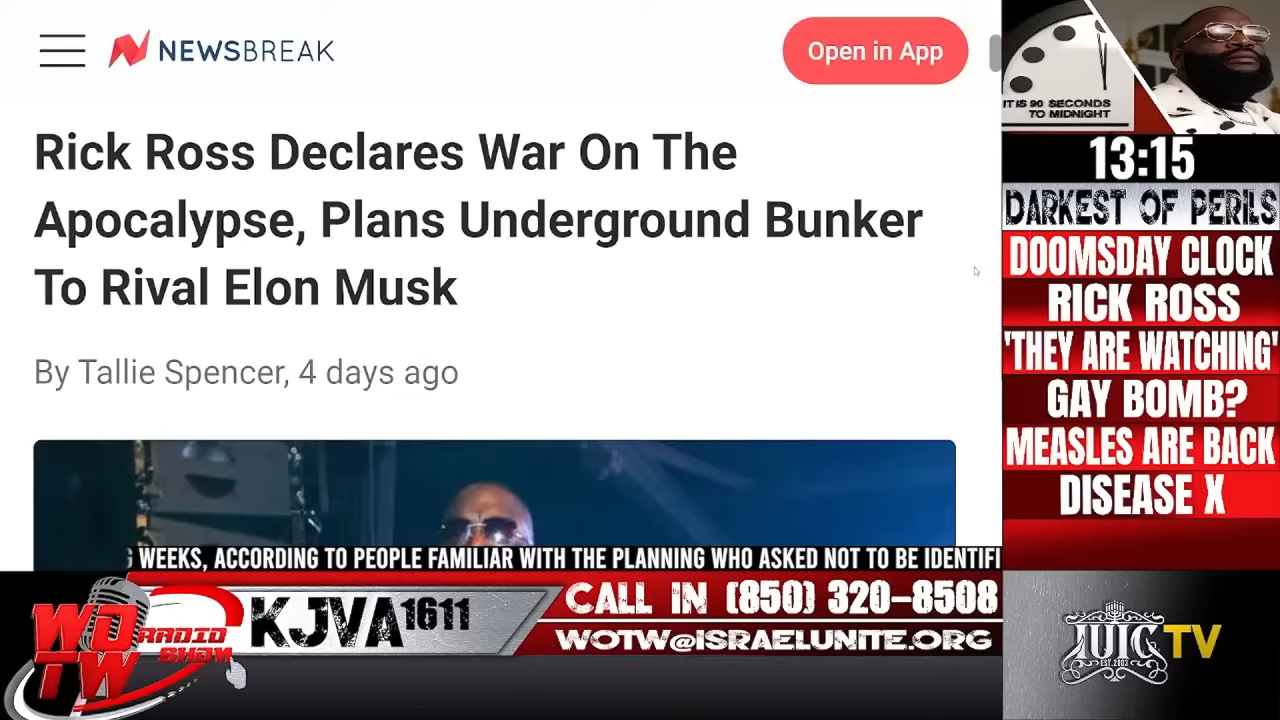 NEWSBREAK
Open in App
Rick Ross Declares War On The
Apocalypse, Plans Underground Bunker
To Rival Elon Musk
By Tallie Spencer, 4 days ago
WEEKS, ACCORDING TO PEOPLE FAMILIAR WITH THE PLANNING WHO ASKED NOT TO BE IDENTIFI
WOTW
RADIO
SHOW
KJVA1611
CALL IN (850) 320-8508
WOTW@ISRAELUNITE.ORG
IT IS 90 SECONDS
TO MIDNIGHT
13:15
DARKEST OF PERILS
DOOMSDAY CLOCK
RICK ROSS
'THEY ARE WATCHING'
GAY BOMB?
MEASLES ARE BACK
DISEASE X
IUIC TV
EST. 2003